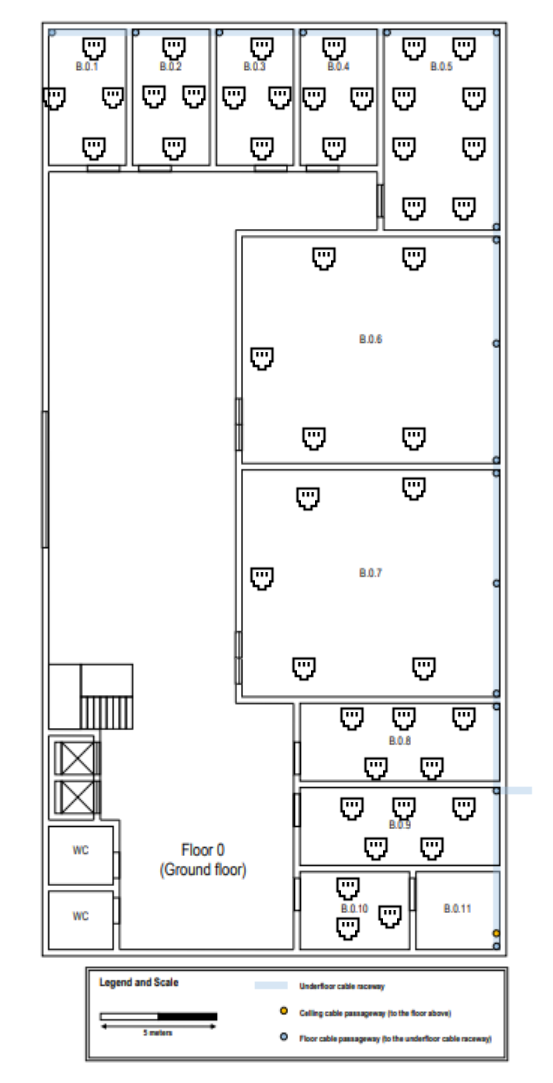 B.0.1
B.0.2
B.0.3
B.0.4
B.0.5
B.0.6
B.0.7
B.0.8
B.0.9
B.0.10
B.0.11
WC
WC
Floor 0
(Ground floor)
Legend and Scale
5 meters
Underfloor cable raceway
Ceiling cable passageway (to the floor above)
Floor cable passageway (to the underfloor cable raceway)